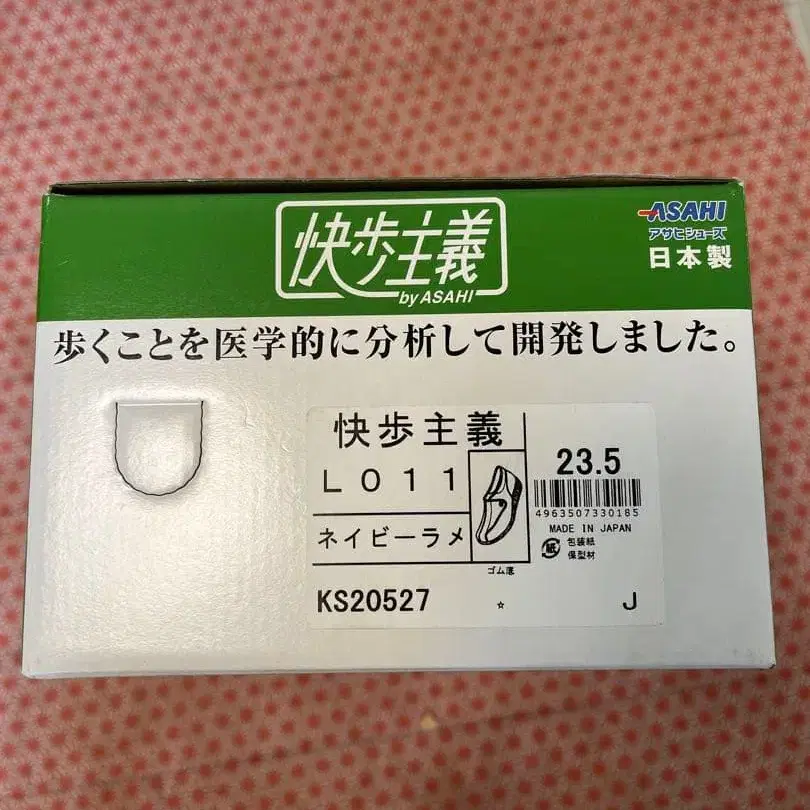 快歩主義
by ASAHI
ASAHI
アサヒシューズ
日本製
歩くことを医学的に分析して開発しました。
快歩主義
L011
ネイビーラメ
ゴム底
KS20527
☆
J
23.5
4963507330185
MADE IN JAPAN
紙
包装紙
保型材